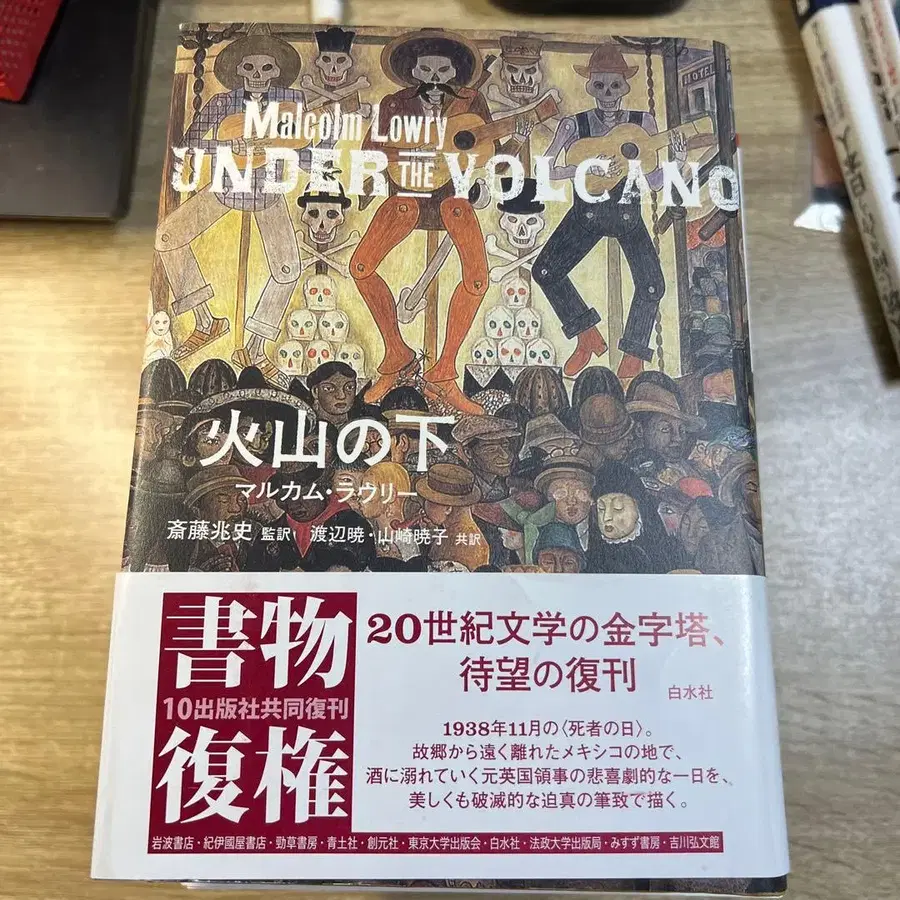 HOTEL
Malcolm Lowry
UNDER THE VOLCANO
火山の下
マルカム・ラウリー
斎藤兆史 監訳 渡辺暁・山崎暁子 共訳
書物
10出版社共同復刊
復権
20世紀文学の金字塔、
待望の復刊
白水社
1938年11月の〈死者の日〉。
故郷から遠く離れたメキシコの地で、
酒に溺れていく元英国領事の悲喜劇的な一日を、
美しくも破滅的な迫真の筆致で描く。
岩波書店・紀伊國屋書店・勁草書房・青土社・創元社・東京大学出版会・白水社・法政大学出版局・みすず書房・吉川弘文館